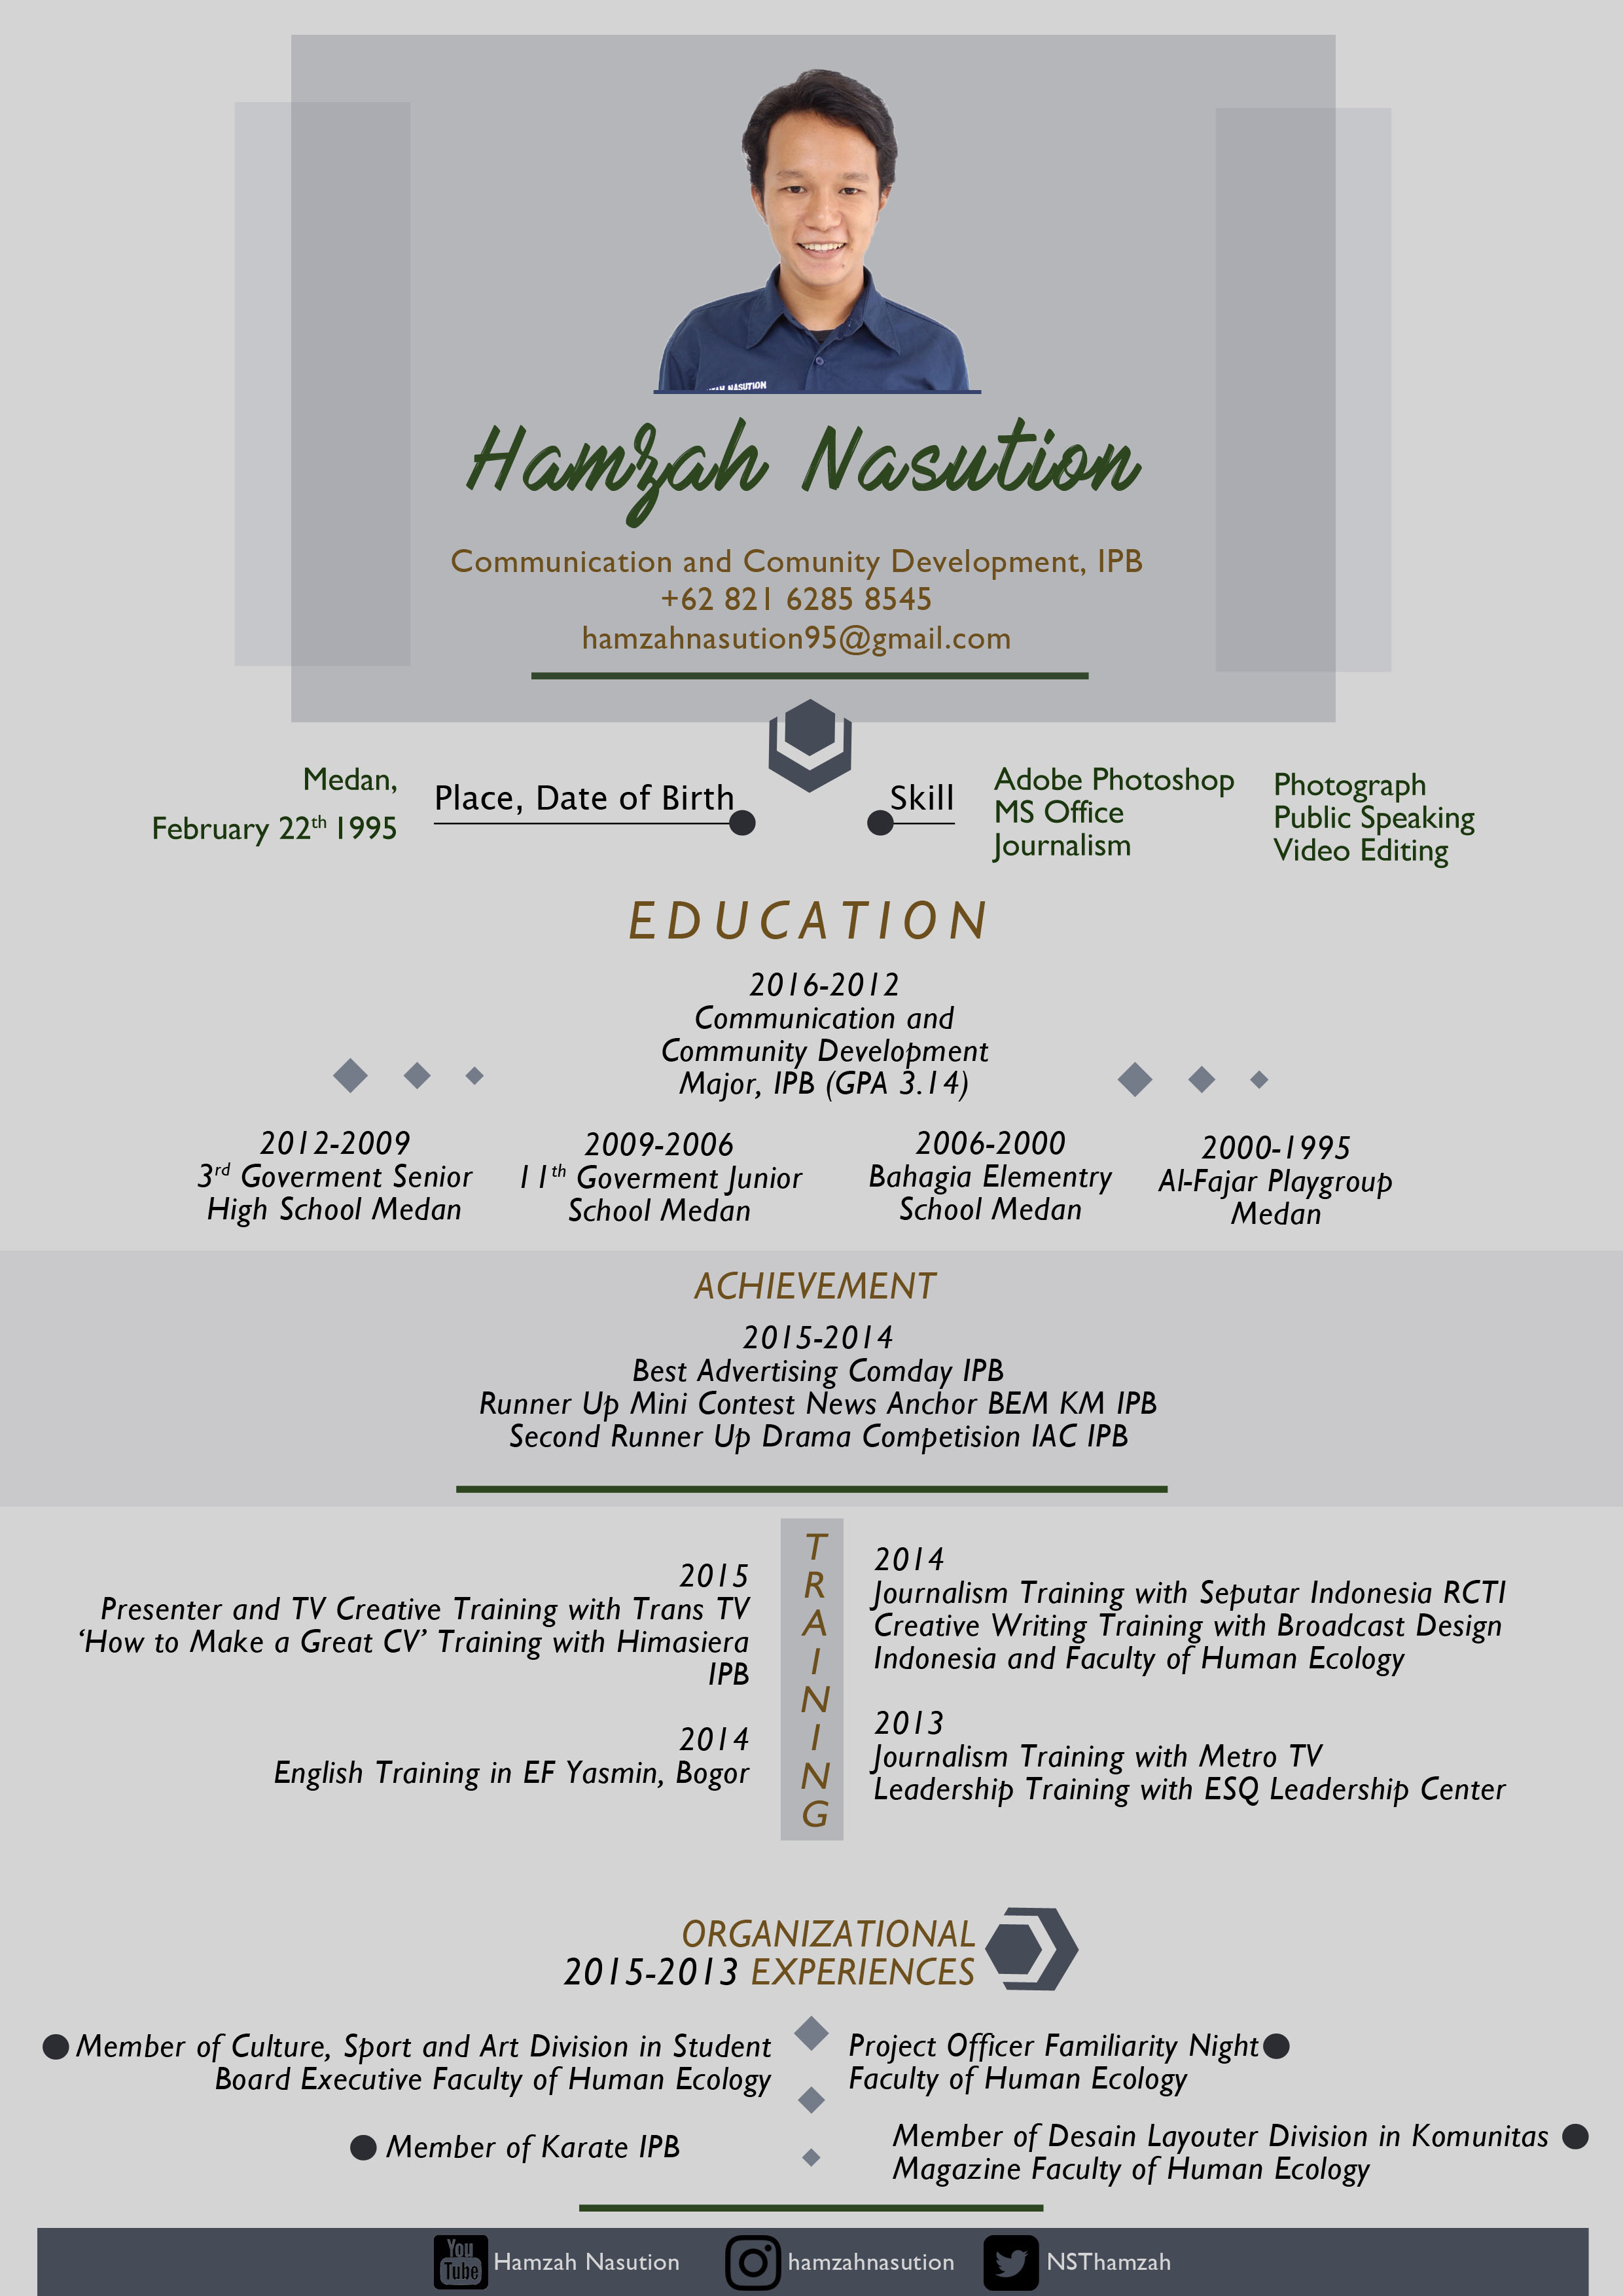 NASUTION
Hamzah Nasution
Communication and Comunity Development, IPB
+62 821 6285 8545
hamzahnasution95@gmail.com
Medan,
February 22th 1995
Place, Date of Birth
Skill
Adobe Photoshop
MS Office
Journalism
Photograph
Public Speaking
Video Editing
EDUCATION
2016-2012
Communication and
Community Development
Major, IPB (GPA 3.14)
2012-2009
3rd Goverment Senior
High School Medan
2009-2006
11th Goverment Junior
School Medan
2006-2000
Bahagia Elementry
School Medan
2000-1995
Al-Fajar Playgroup
Medan
ACHIEVEMENT
2015-2014
Best Advertising Comday IPB
Runner Up Mini Contest News Anchor BEM KM IPB
Second Runner Up Drama Competision IAC IPB
TRAINING
2015
Presenter and TV Creative Training with Trans TV
‘How to Make a Great CV’ Training with Himasiera
IPB
2014
English Training in EF Yasmin, Bogor
2014
Journalism Training with Seputar Indonesia RCTI
Creative Writing Training with Broadcast Design
Indonesia and Faculty of Human Ecology
2013
Journalism Training with Metro TV
Leadership Training with ESQ Leadership Center
ORGANIZATIONAL
2015-2013 EXPERIENCES
Member of Culture, Sport and Art Division in Student
Board Executive Faculty of Human Ecology
Member of Karate IPB
Project Officer Familiarity Night
Faculty of Human Ecology
Member of Desain Layouter Division in Komunitas
Magazine Faculty of Human Ecology
You
Tube
Hamzah Nasution
hamzahnasution
NSThamzah